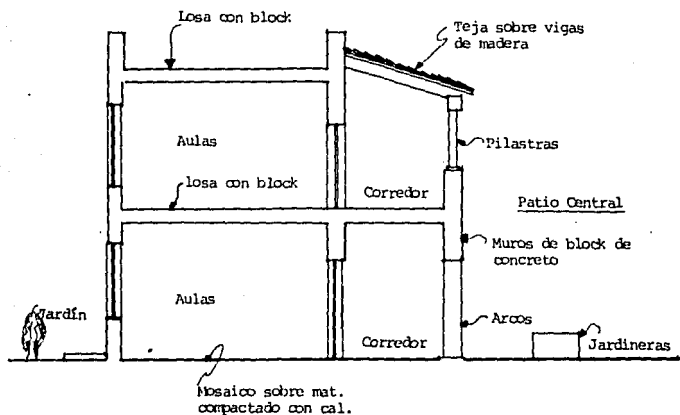 Losa con block
Teja sobre vigas
de madera
Aulas
Pilastras
losa con block
Corredor
Patio Central
Muros de block de
concreto
Jardín
Aulas
Arcos
Corredor
Jardineras
Mosaico sobre mat.
compactado con cal.